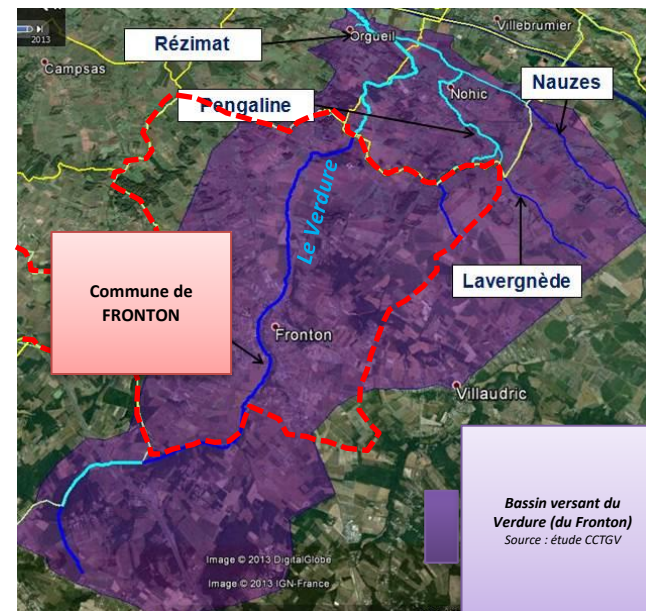 2013
Rézimat
Orgueil
Villebrumier
Campsas
Nauzes
Nohic
Pengaline
Le Verdure
Lavergnède
Commune de
FRONTON
Fronton
Villaudric
Bassin versant du
Verdure (du Fronton)
Source : étude CCTGV
Image © 2013 DigitalGlobe
Image © 2013 IGN-France